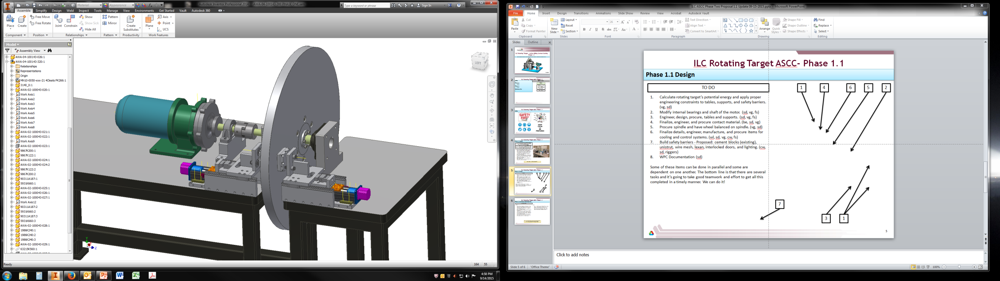 Autodesk Inventor Professional 2014 AWA-04-100143-300 PHASE ONE.iam
Type a keyword or phrase
Sign In
Material
Appearance
Assemble Simplify Design Weld Inspect Tools Manage View Environments Get Started Vault Autodesk 360
Place
Create
Free Move
Free Rotate
Joint
Constrain
Show
Show Sick
Hide All
Pattern
Mirror
Create
Substitutes
Plane
Axis
Point
UCS
Component Position Relationships Pattern Productivity Work Features
Model
Assembly View
AWA-04-100143-026:1
AWA-04-100143-320:1
Relationships
Representations
Origin
MN10-0050-xxx-21 4Cleats PK266:1
3140_0:1
AWA-02-100043-020:1
Work Axis1
Work Axis2
Work Axis3
Work Axis4
Work Axis5
Work Axis6
Work Axis7
Work Axis8
AWA-02-100043-021:1
AWA-02-100043-022:1
Work Axis9
AWA-02-100043-023:1
9867K200:1
9867K122:1
AWA-02-100043-024:1
AWA-02-100043-024:2
9867K122:2
9867K200:2
90311A187:1
5931K660:1
AWA-02-100043-025:1
AWA-02-100043-026:1
AWA-02-100043-027:1
Work Axis12
90311A187:2
5931K660:2
90311A187:3
5931K660:3
AWA-02-100043-028:1
1986K240:1
1986K240:2
1986K240:3
AWA-02-100043-029:1
63215K560:1
LEFT
Y
Z
Ready
164 55
4:58 PM
9/14/2015
ILC ASCC Phase Two Proposal 1.1 Update 09-15-2015.pptx - Microsoft PowerPoint
File Home Insert Design Transitions Animations Slide Show Review View Acrobat Autodesk Vault
Paste
Cut
Copy
Format Painter
New
Slide
Layout
Reset
Section
26
Text Direction
Align Text
Convert to SmartArt
Arrange
Quick
Styles
Shape Fill
Shape Outline
Shape Effects
Find
Replace
Select
Clipboard Slides Font Paragraph Drawing Editing
Slides Outline
1
2
3
SAFETY
FIRST
KEEP
CALM
AND
BE
PREPARED
4
5
6
ILC Rotating Target ASCC- Phase 1.1
Phase 1.1 Design
TO DO
1. Calculate rotating target's potential energy and apply proper
engineering constraints to tables, supports, and safety barriers.
(vg, sd)
2. Modify internal bearings and shaft of the motor. (sd, vg, fs)
3. Engineer, design, procure, tables and supports. (sd, vg, fs)
4. Finalize, engineer, and procure contact material. (be, sd, vg)
5. Procure spindle and have wheel balanced on spindle. (vg, sd)
6. Finalize details, engineer, manufacture, and procure items for
cooling and control systems. (wl, sd, vg, cw, fs)
7. Build safety barriers - Proposed: cement blocks (existing),
unistrut, wire mesh, lexan, interlocked doors, and lighting. (cw,
sd, riggers)
8. WPC Documentation (sd)
Some of these items can be done in parallel and some are
dependent on one another. The bottom line is that there are several
tasks and it's going to take good teamwork and effort to get all this
completed in a timely manner. We can do it!
1 4 6 5 2
7
3 1
5
Click to add notes
Slide 5 of 6 "Office Theme" 100%